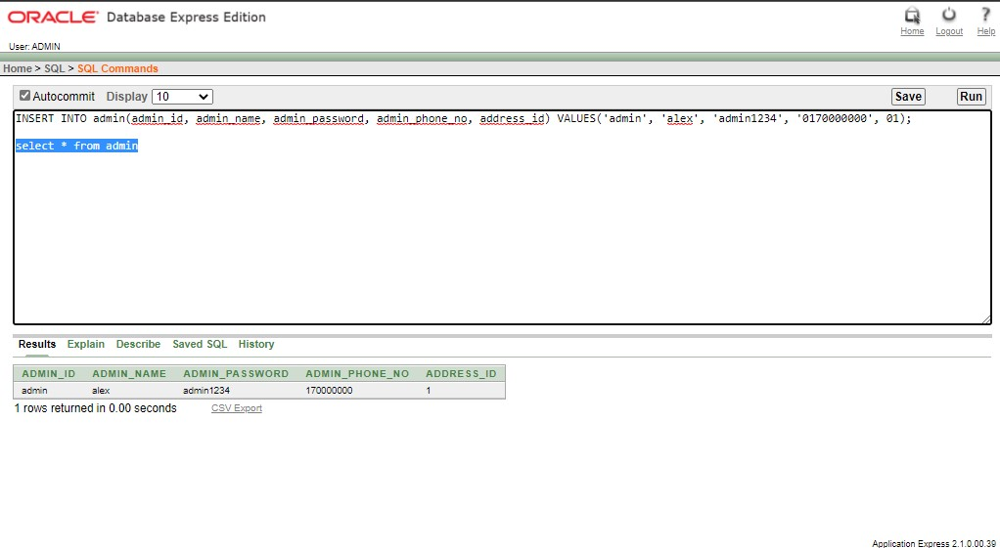 ORACLE® Database Express Edition
Home Logout Help
User: ADMIN
Home > SQL > SQL Commands
Autocommit Display 10 Save Run
INSERT INTO admin(admin_id, admin_name, admin_password, admin_phone_no, address_id) VALUES('admin', 'alex', 'admin1234', '0170000000', 01);
select * from admin
Results Explain Describe Saved SQL History
ADMIN_ID ADMIN_NAME ADMIN_PASSWORD ADMIN_PHONE_NO ADDRESS_ID
admin alex admin1234 170000000 1
1 rows returned in 0.00 seconds CSV Export
Application Express 2.1.0.00.39